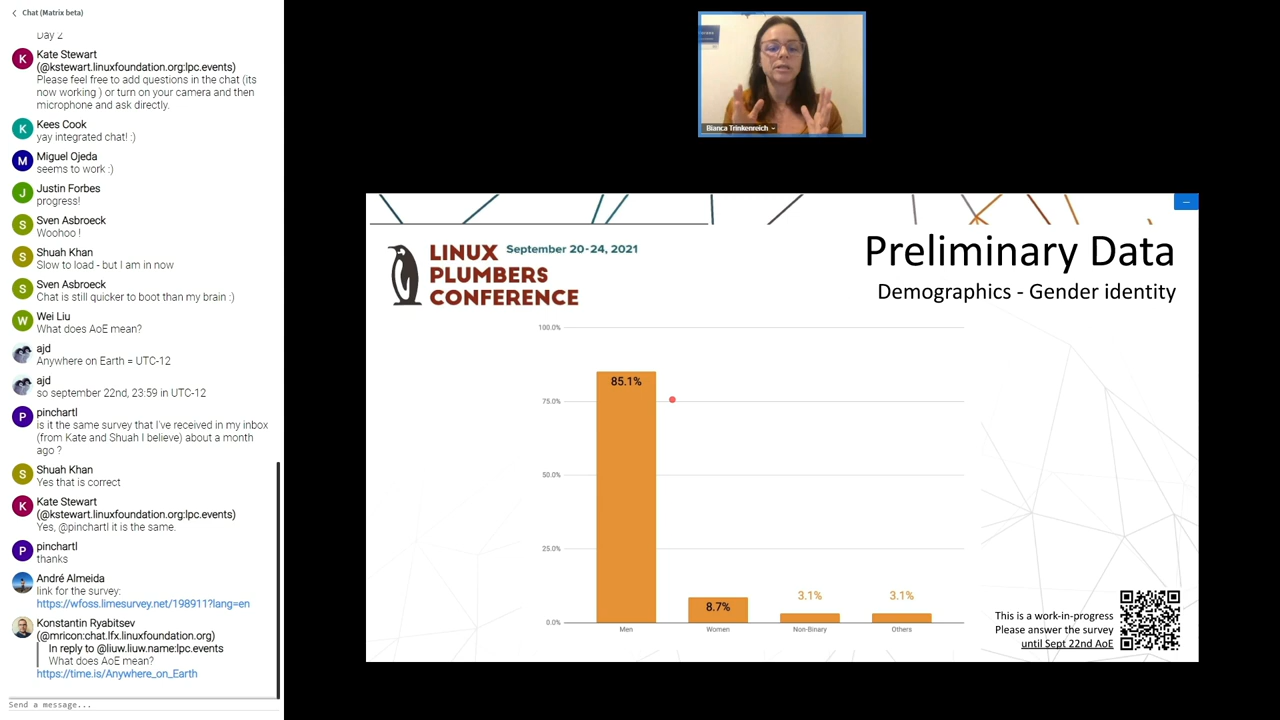 Chat (Matrix beta)
Day 2
Kate Stewart
(@kstewart.linuxfoundation.org:lpc.events)
Please feel free to add questions in the chat (its
now working ) or turn on your camera and then
microphone and ask directly.
Kees Cook
yay integrated chat! :)
Miguel Ojeda
seems to work :)
Justin Forbes
progress!
Sven Asbroeck
Woohoo !
Shuah Khan
Slow to load - but I am in now
Sven Asbroeck
Chat is still quicker to boot than my brain :)
Wei Liu
What does AoE mean?
ajd
Anywhere on Earth = UTC-12
ajd
so september 22nd, 23:59 in UTC-12
pinchartl
is it the same survey that I've received in my inbox
(from Kate and Shuah I believe) about a month
ago ?
Shuah Khan
Yes that is correct
Kate Stewart
(@kstewart.linuxfoundation.org:lpc.events)
Yes, @pinchartl it is the same.
pinchartl
thanks
André Almeida
link for the survey:
https://wfoss.limesurvey.net/198911?lang=en
Konstantin Ryabitsev
(@mricon:chat.lfx.linuxfoundation.org)
In reply to @liuw.liuw.name:lpc.events
What does AoE mean?
https://time.is/Anywhere_on_Earth
Send a message...
K
K
M
J
S
S
S
W
P
S
K
P
Bianca Trinkenreich
LINUX
PLUMBERS
CONFERENCE
September 20-24, 2021
Preliminary Data
Demographics - Gender identity
100.0%
75.0%
50.0%
25.0%
0.0%
85.1%
8.7%
3.1%
3.1%
Men
Women
Non-Binary
Others
This is a work-in-progress
Please answer the survey
until Sept 22nd AoE